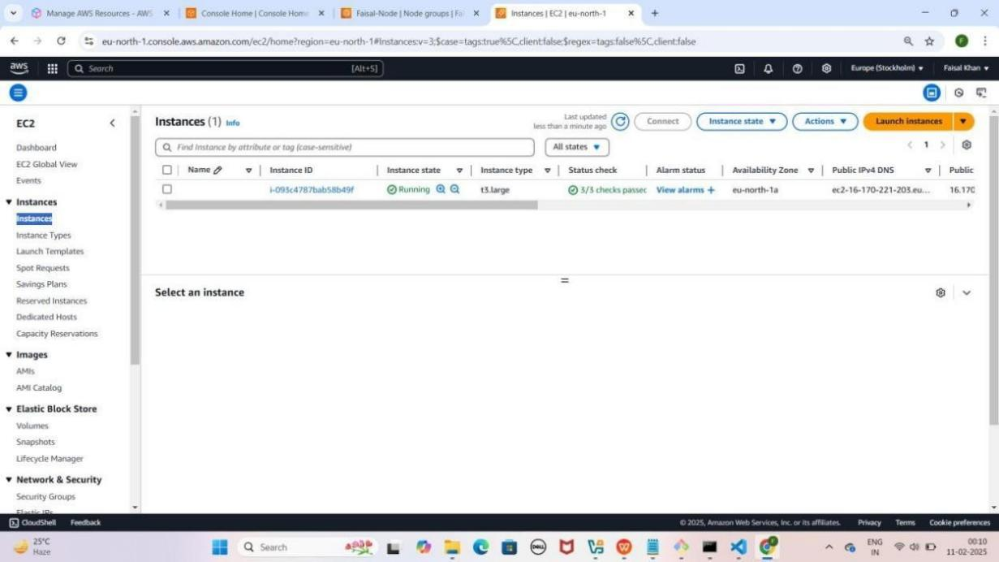 Manage AWS Resources - AWS
Console Home | Console Home
Faisal-Node | Node groups | Fai
Instances | EC2 | eu-north-1
eu-north-1.console.aws.amazon.com/ec2/home?region=eu-north-1#Instances:v=3;$case=tags:true%5C,client:false;$regex=tags:false%5C,client:false
F
aws
Search
[Alt+S]
Europe (Stockholm)
Faisal Khan
EC2
Dashboard
EC2 Global View
Events
Instances
Instances
Instance Types
Launch Templates
Spot Requests
Savings Plans
Reserved Instances
Dedicated Hosts
Capacity Reservations
Images
AMIs
AMI Catalog
Elastic Block Store
Volumes
Snapshots
Lifecycle Manager
Network & Security
Security Groups
Elastic IPs
Instances (1) Info
Last updated
less than a minute ago
Connect
Instance state
Actions
Launch instances
Find Instance by attribute or tag (case-sensitive)
All states
1
Name Instance ID Instance state Instance type Status check Alarm status Availability Zone Public IPv4 DNS Public
i-093c4787bab58b49f Running t3.large 3/3 checks passec View alarms + eu-north-1a ec2-16-170-221-203.eu... 16.170
Select an instance
CloudShell Feedback
© 2025, Amazon Web Services, Inc. or its affiliates. Privacy Terms Cookie preferences
25°C
Haze
Search
DELL
ENG
IN
00:10
11-02-2025